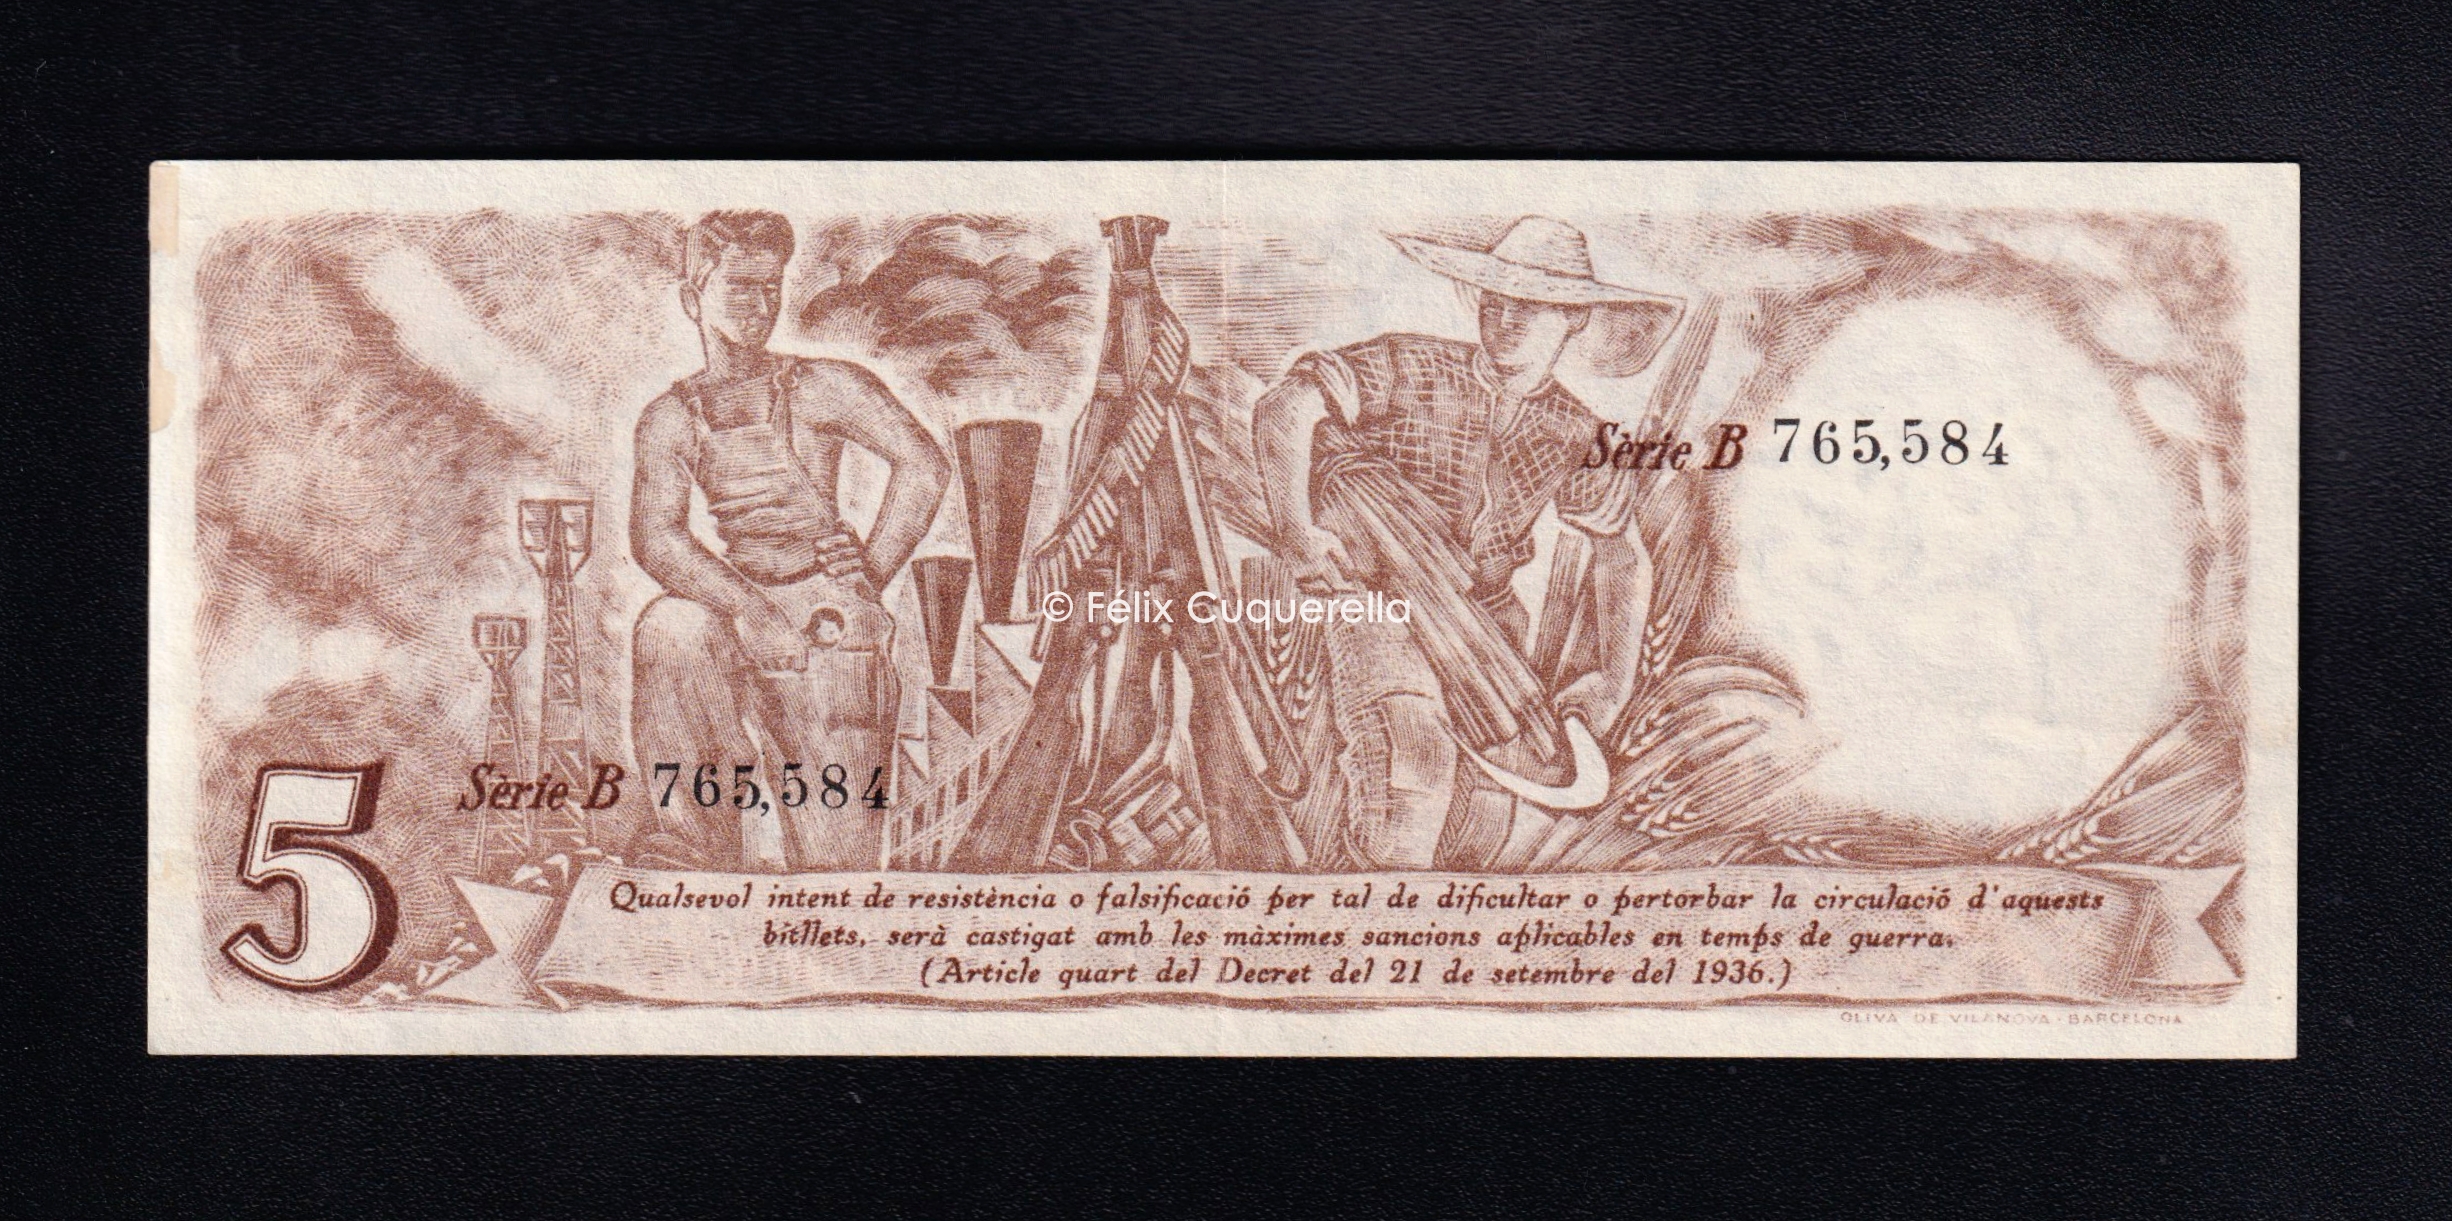 Sèrie B 765,584
© Félix Cuquerella
Sèrie B 765,584
5
Qualsevol intent de resistència o falsificació per tal de dificultar o pertorbar la circulació d'aquests
bitllets, serà castigat amb les màximes sancions aplicables en temps de guerra.
(Article quart del Decret del 21 de setembre del 1936.)
OLIVA DE VILANOVA - BARCELONA